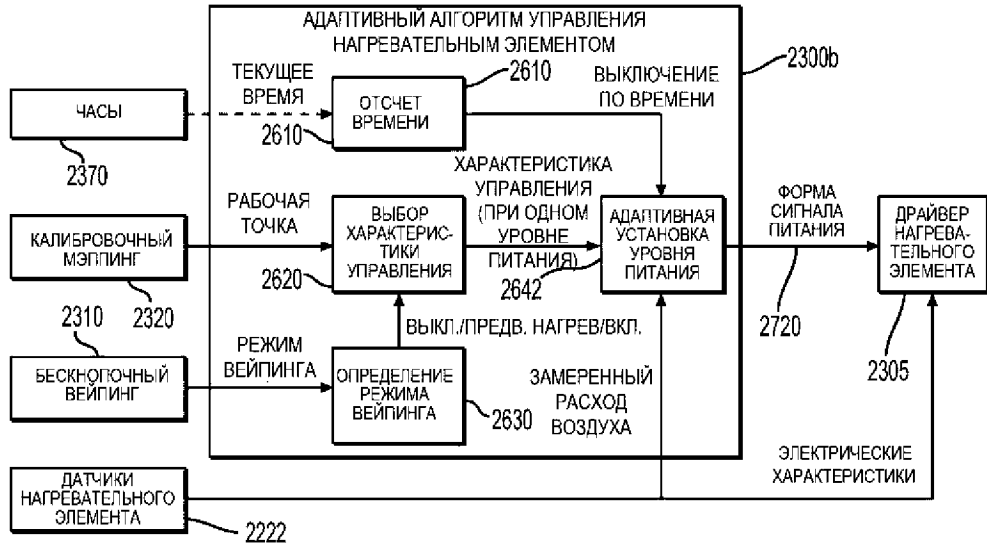 АДАПТИВНЫЙ АЛГОРИТМ УПРАВЛЕНИЯ
НАГРЕВАТЕЛЬНЫМ ЭЛЕМЕНТОМ
2300b
ЧАСЫ
2370
ТЕКУЩЕЕ
ВРЕМЯ
2610
ОТСЧЕТ
ВРЕМЕНИ
2610
ВЫКЛЮЧЕНИЕ
ПО ВРЕМЕНИ
КАЛИБРОВОЧНЫЙ
МЭППИНГ
2320
РАБОЧАЯ
ТОЧКА
ВЫБОР
ХАРАКТЕРИС-
ТИКИ
УПРАВЛЕНИЯ
2620
ХАРАКТЕРИСТИКА
УПРАВЛЕНИЯ
(ПРИ ОДНОМ
УРОВНЕ
ПИТАНИЯ)
2642
АДАПТИВНАЯ
УСТАНОВКА
УРОВНЯ
ПИТАНИЯ
ФОРМА
СИГНАЛА
ПИТАНИЯ
2720
ДРАЙВЕР
НАГРЕВА-
ТЕЛЬНОГО
ЭЛЕМЕНТА
2305
2310
БЕСКНОПОЧНЫЙ
ВЕЙПИНГ
РЕЖИМ
ВЕЙПИНГА
ВЫКЛ./ПРЕДВ. НАГРЕВ/ВКЛ.
ОПРЕДЕЛЕНИЕ
РЕЖИМА
ВЕЙПИНГА
2630
ЗАМЕРЕННЫЙ
РАСХОД
ВОЗДУХА
ДАТЧИКИ
НАГРЕВАТЕЛЬНОГО
ЭЛЕМЕНТА
2222
ЭЛЕКТРИЧЕСКИЕ
ХАРАКТЕРИСТИКИ